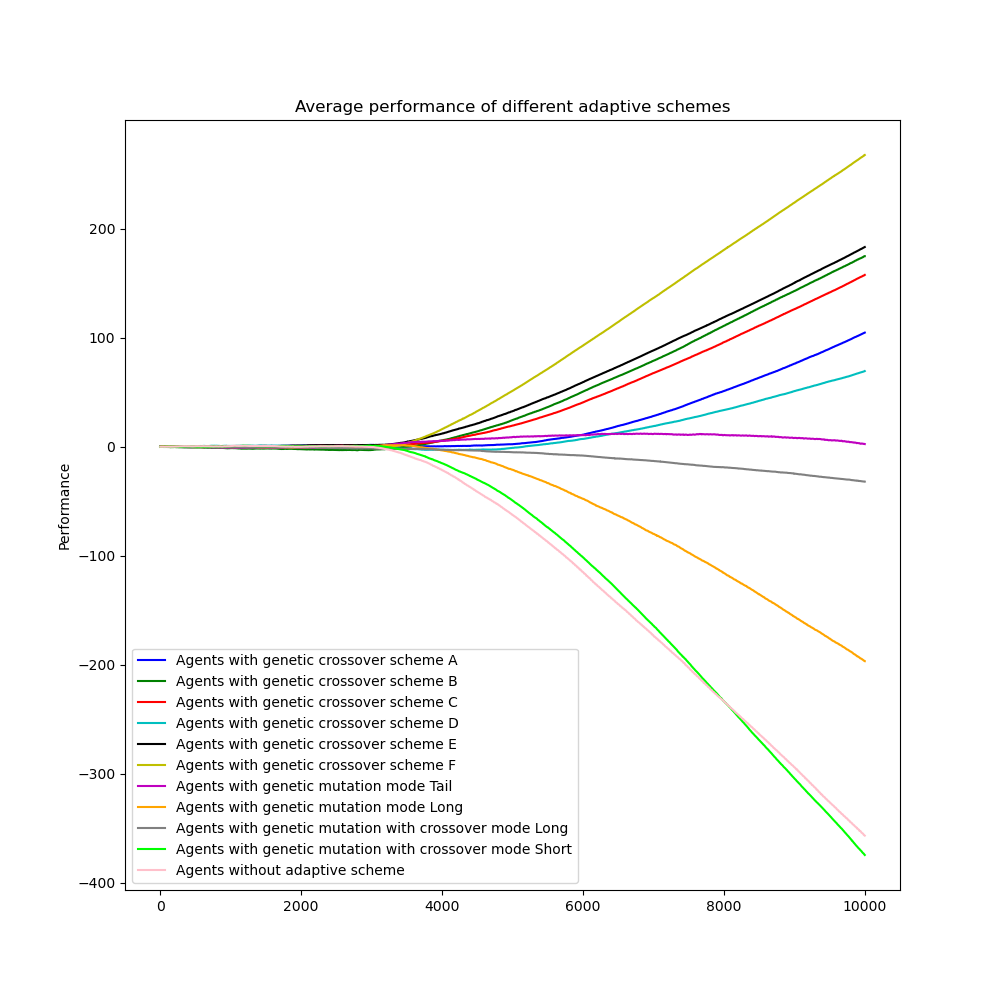 Average performance of different adaptive schemes
Performance
200
100
0
−100
−200
−300
−400
Agents with genetic crossover scheme A
Agents with genetic crossover scheme B
Agents with genetic crossover scheme C
Agents with genetic crossover scheme D
Agents with genetic crossover scheme E
Agents with genetic crossover scheme F
Agents with genetic mutation mode Tail
Agents with genetic mutation mode Long
Agents with genetic mutation with crossover mode Long
Agents with genetic mutation with crossover mode Short
Agents without adaptive scheme
0 2000 4000 6000 8000 10000